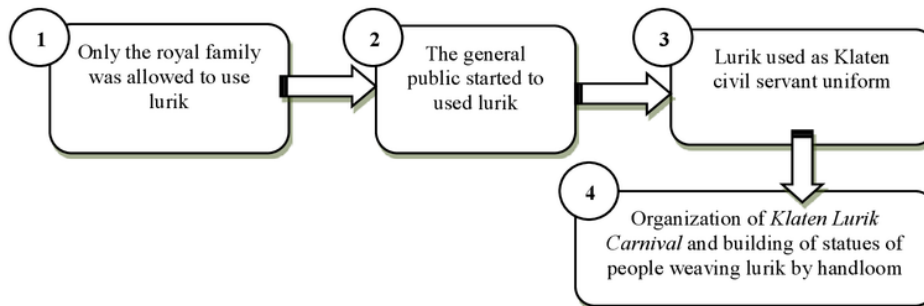 1
Only the royal family
was allowed to use
lurik
2
The general
public started to
used lurik
3
Lurik used as Klaten
civil servant uniform
4
Organization of Klaten Lurik
Carnival and building of statues of
people weaving lurik by handloom